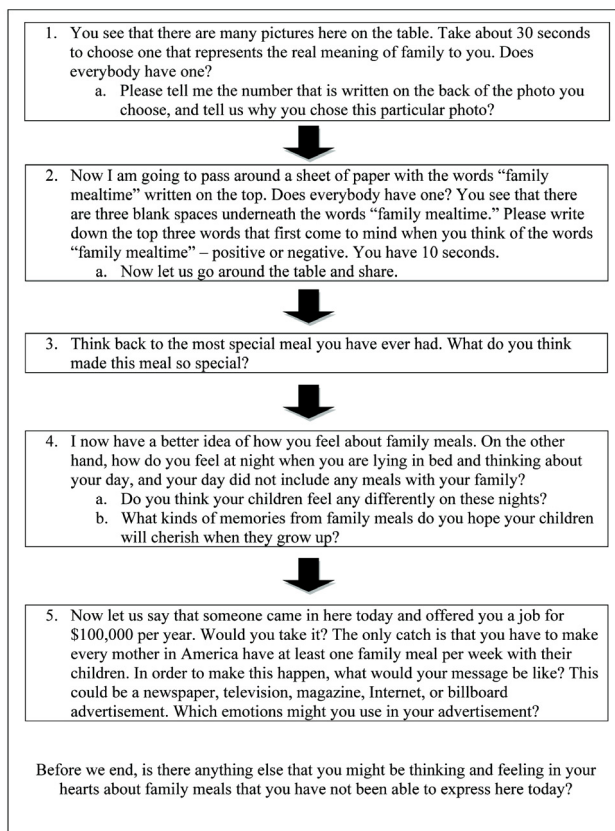 1. You see that there are many pictures here on the table. Take about 30 seconds
to choose one that represents the real meaning of family to you. Does
everybody have one?
a. Please tell me the number that is written on the back of the photo you
choose, and tell us why you chose this particular photo?
2. Now I am going to pass around a sheet of paper with the words “family
mealtime” written on the top. Does everybody have one? You see that there
are three blank spaces underneath the words “family mealtime.” Please write
down the top three words that first come to mind when you think of the words
“family mealtime” – positive or negative. You have 10 seconds.
a. Now let us go around the table and share.
3. Think back to the most special meal you have ever had. What do you think
made this meal so special?
4. I now have a better idea of how you feel about family meals. On the other
hand, how do you feel at night when you are lying in bed and thinking about
your day, and your day did not include any meals with your family?
a. Do you think your children feel any differently on these nights?
b. What kinds of memories from family meals do you hope your children
will cherish when they grow up?
5. Now let us say that someone came in here today and offered you a job for
$100,000 per year. Would you take it? The only catch is that you have to make
every mother in America have at least one family meal per week with their
children. In order to make this happen, what would your message be like? This
could be a newspaper, television, magazine, Internet, or billboard
advertisement. Which emotions might you use in your advertisement?
Before we end, is there anything else that you might be thinking and feeling in your
hearts about family meals that you have not been able to express here today?